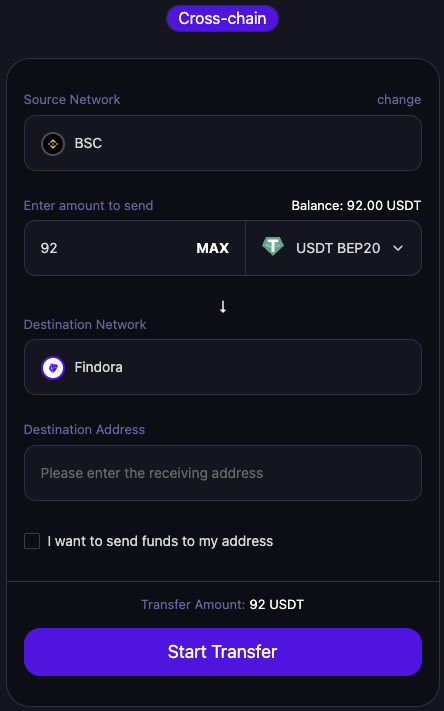 Cross-chain
Source Network change
BSC
Enter amount to send Balance: 92.00 USDT
92 MAX USDT BEP20
↓
Destination Network
Findora
Destination Address
Please enter the receiving address
I want to send funds to my address
Transfer Amount: 92 USDT
Start Transfer